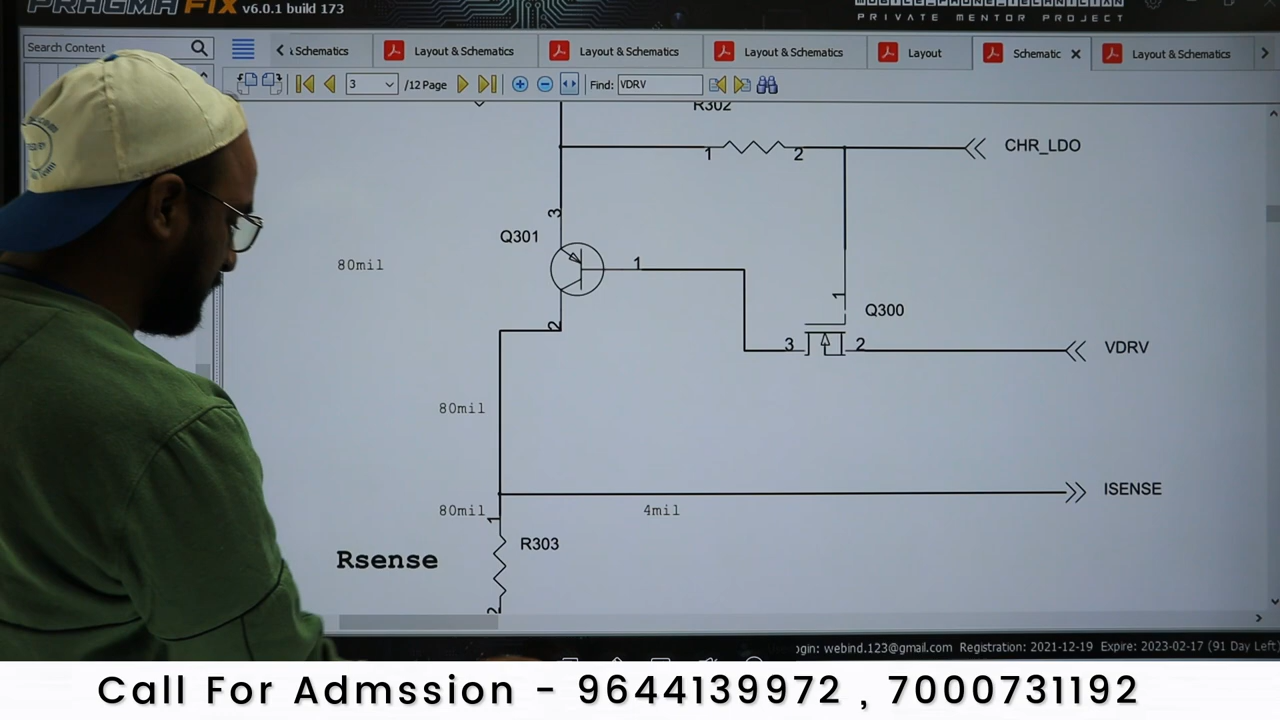 PRAGMA FIX v6.0.1 build 173
MOBILE_PHONE_TECHNICIAN
PRIVATE MENTOR PROJECT
Search Content
Schematics
Layout & Schematics
Layout & Schematics
Layout & Schematics
Layout
Schematic
Layout & Schematics
3
/12 Page
Find: VDRV
R302
1
2
CHR_LDO
3
Q301
80mil
1
1
Q300
2
3
2
VDRV
80mil
ISENSE
80mil
1
4mil
R303
Rsense
2
ogin: webind.123@gmail.com Registration: 2021-12-19 Expire: 2023-02-17 (91 Day Left)
Call For Admssion - 9644139972 , 7000731192